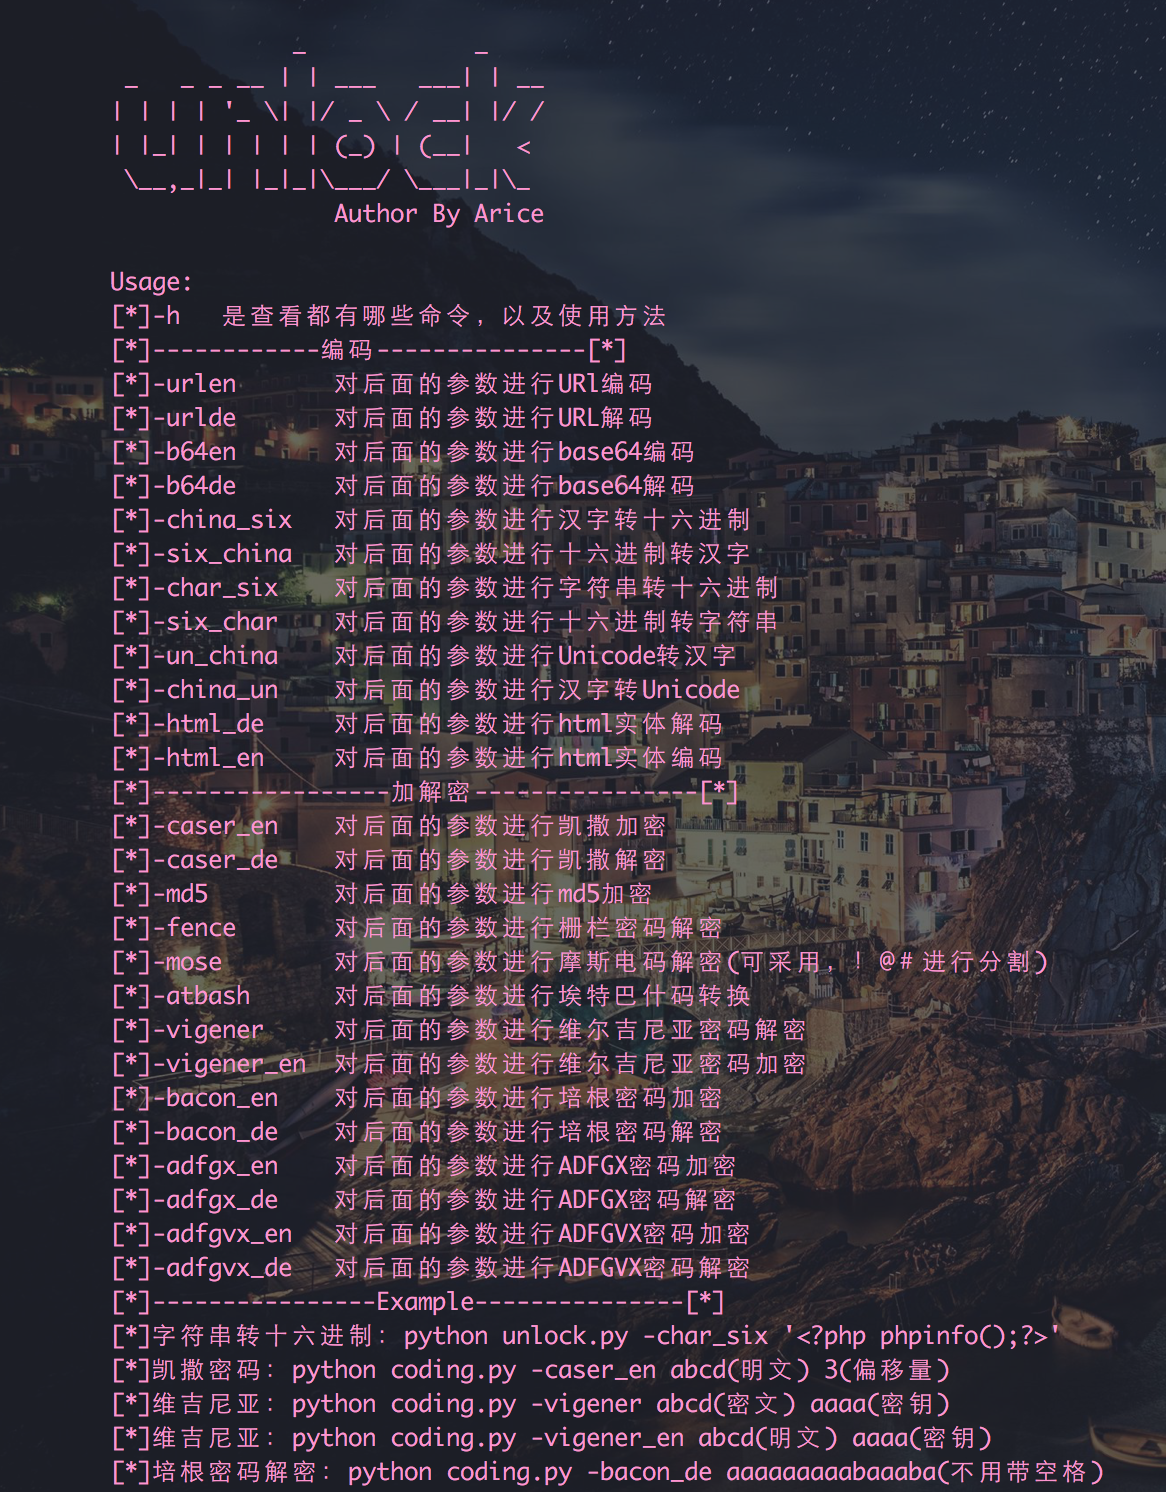 _            _
 _   _ _ __ | | ___   ___| | __
| | | | '_ \| |/ _ \ / __| |/ /
| |_| | | | | | (_) | (__|   <
 \__,_|_| |_|_|\___/ \___|_|\_
                Author By Arice
Usage:
[*]-h   是查看都有哪些命令，以及使用方法
[*]------------编码---------------[*]
[*]-urlen       对后面的参数进行URl编码
[*]-urlde       对后面的参数进行URL解码
[*]-b64en       对后面的参数进行base64编码
[*]-b64de       对后面的参数进行base64解码
[*]-china_six   对后面的参数进行汉字转十六进制
[*]-six_china   对后面的参数进行十六进制转汉字
[*]-char_six    对后面的参数进行字符串转十六进制
[*]-six_char    对后面的参数进行十六进制转字符串
[*]-un_china    对后面的参数进行Unicode转汉字
[*]-china_un    对后面的参数进行汉字转Unicode
[*]-html_de     对后面的参数进行html实体解码
[*]-html_en     对后面的参数进行html实体编码
[*]-----------------加解密----------------[*]
[*]-caser_en    对后面的参数进行凯撒加密
[*]-caser_de    对后面的参数进行凯撒解密
[*]-md5         对后面的参数进行md5加密
[*]-fence       对后面的参数进行栅栏密码解密
[*]-mose        对后面的参数进行摩斯电码解密(可采用，！@#进行分割)
[*]-atbash      对后面的参数进行埃特巴什码转换
[*]-vigener     对后面的参数进行维尔吉尼亚密码解密
[*]-vigener_en  对后面的参数进行维尔吉尼亚密码加密
[*]-bacon_en    对后面的参数进行培根密码加密
[*]-bacon_de    对后面的参数进行培根密码解密
[*]-adfgx_en    对后面的参数进行ADFGX密码加密
[*]-adfgx_de    对后面的参数进行ADFGX密码解密
[*]-adfgvx_en   对后面的参数进行ADFGVX密码加密
[*]-adfgvx_de   对后面的参数进行ADFGVX密码解密
[*]----------------Example---------------[*]
[*]字符串转十六进制：python unlock.py -char_six '<?php phpinfo();?>'
[*]凯撒密码：python coding.py -caser_en abcd(明文) 3(偏移量)
[*]维吉尼亚：python coding.py -vigener abcd(密文) aaaa(密钥)
[*]维吉尼亚：python coding.py -vigener_en abcd(明文) aaaa(密钥)
[*]培根密码解密：python coding.py -bacon_de aaaaaaaaabaaaba(不用带空格)